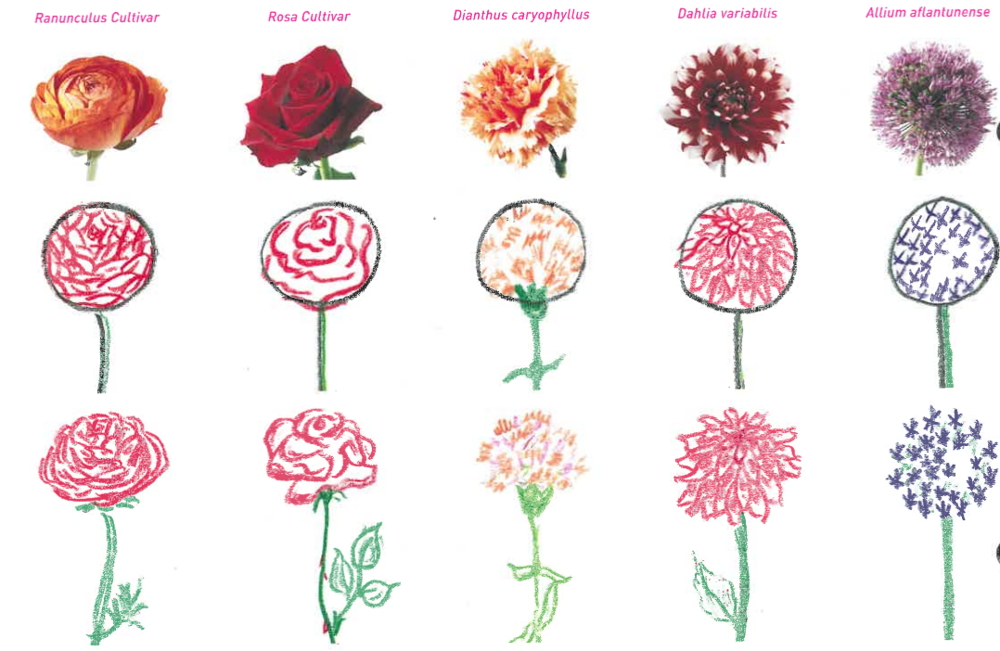 Ranunculus Cultivar
Rosa Cultivar
Dianthus caryophyllus
Dahlia variabilis
Allium aflantunense